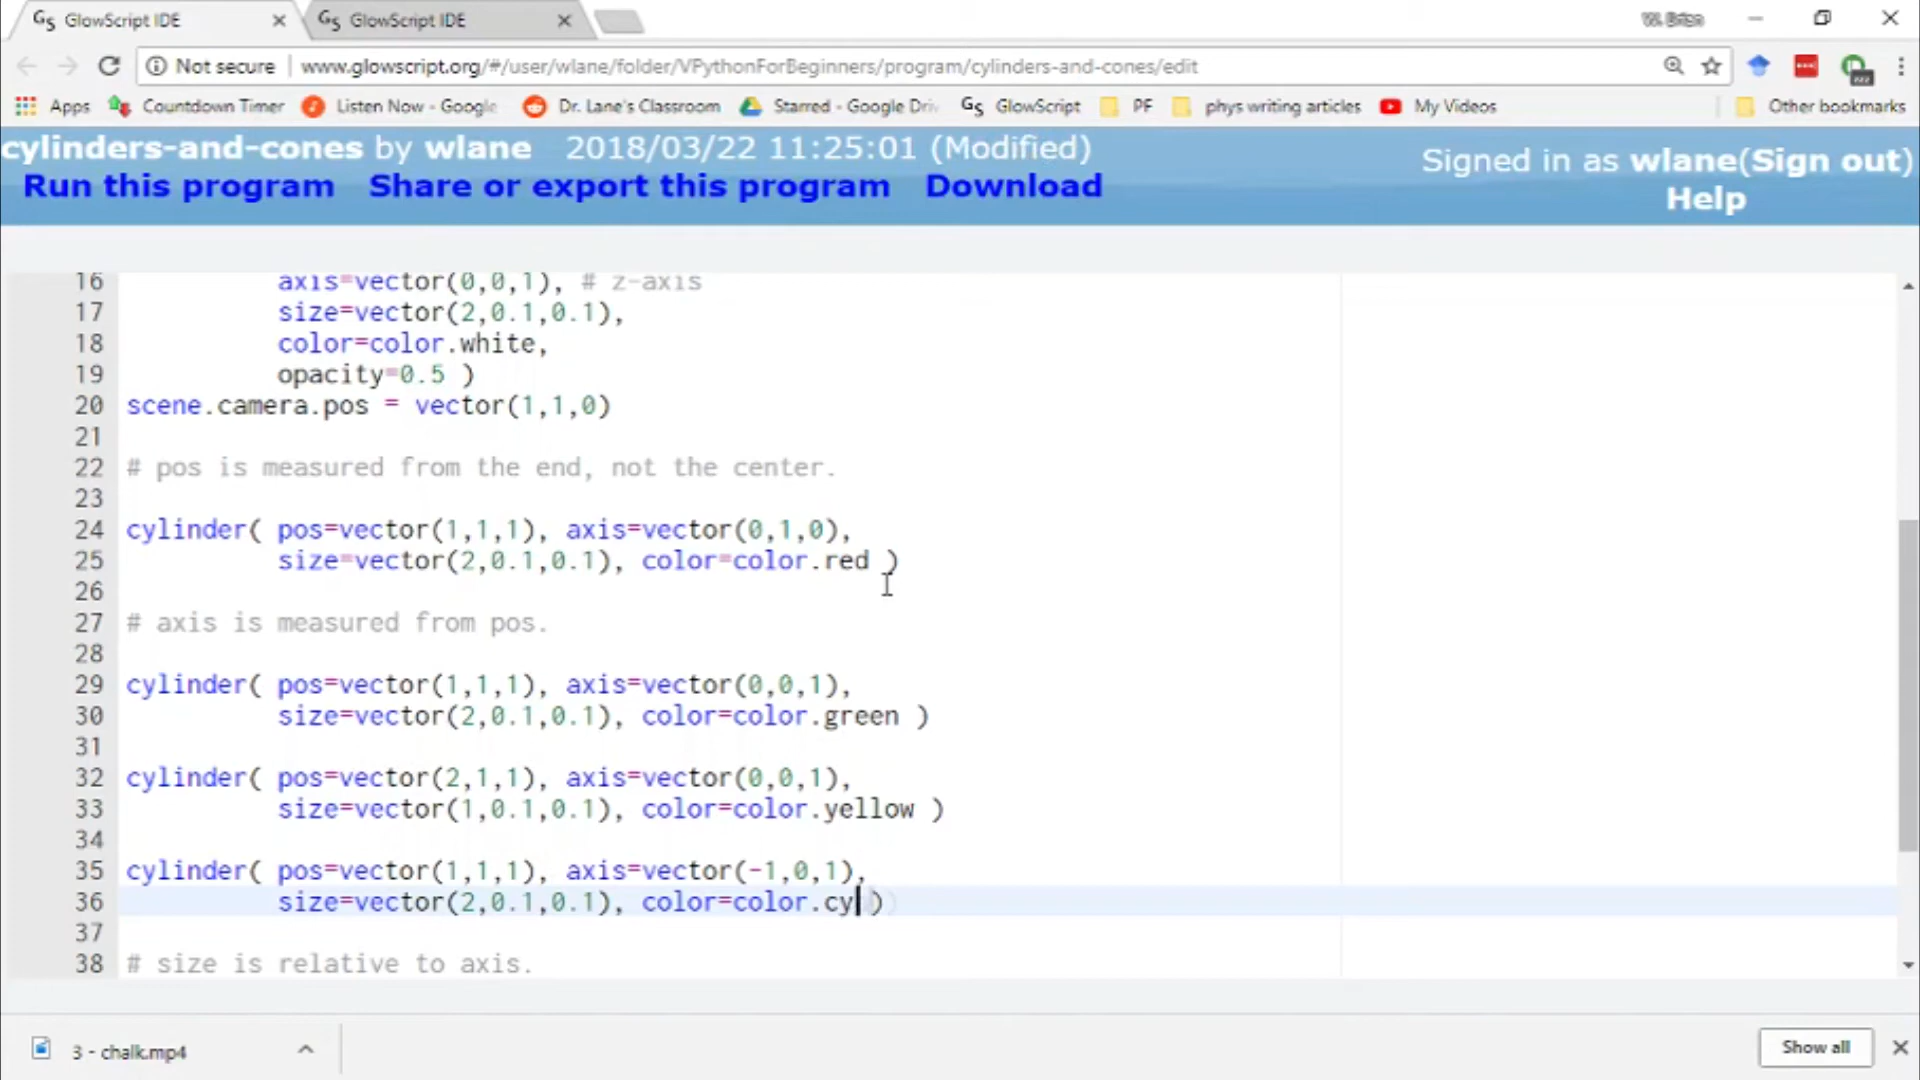 GlowScript IDE
GlowScript IDE
W. Brian
Not secure www.glowscript.org/#/user/wlane/folder/VPythonForBeginners/program/cylinders-and-cones/edit
Apps Countdown Timer Listen Now - Google Dr. Lane's Classroom Starred - Google Driv GlowScript PF phys writing articles My Videos Other bookmarks
cylinders-and-cones by wlane 2018/03/22 11:25:01 (Modified)
Signed in as wlane(Sign out)
Run this program Share or export this program Download
Help
16 axis=vector(0,0,1), # z-axis
17 size=vector(2,0.1,0.1),
18 color=color.white,
19 opacity=0.5 )
20 scene.camera.pos = vector(1,1,0)
21
22 # pos is measured from the end, not the center.
23
24 cylinder( pos=vector(1,1,1), axis=vector(0,1,0),
25 size=vector(2,0.1,0.1), color=color.red )
26
27 # axis is measured from pos.
28
29 cylinder( pos=vector(1,1,1), axis=vector(0,0,1),
30 size=vector(2,0.1,0.1), color=color.green )
31
32 cylinder( pos=vector(2,1,1), axis=vector(0,0,1),
33 size=vector(1,0.1,0.1), color=color.yellow )
34
35 cylinder( pos=vector(1,1,1), axis=vector(-1,0,1),
36 size=vector(2,0.1,0.1), color=color.cy )
37
38 # size is relative to axis.
3 - chalk.mp4
Show all